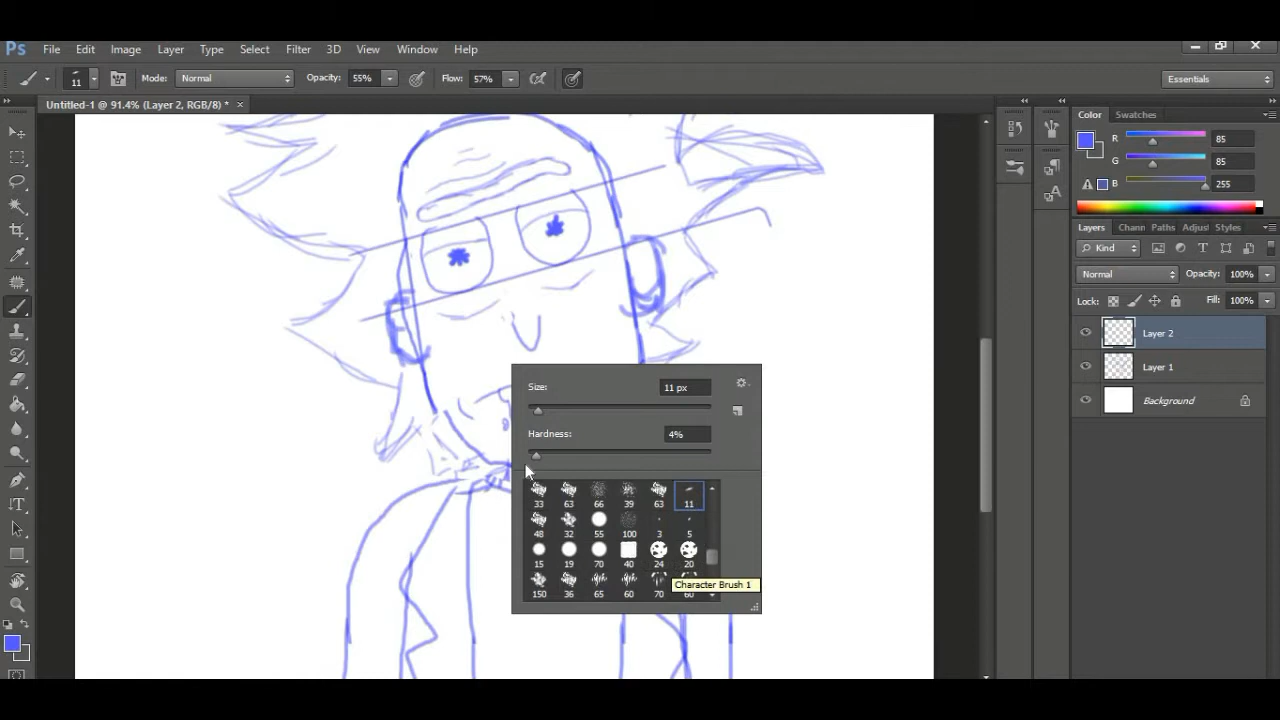 Ps File Edit Image Layer Type Select Filter 3D View Window Help
11 Mode: Normal Opacity: 55% Flow: 57% Essentials
Untitled-1 @ 91.4% (Layer 2, RGB/8) * ×
Color Swatches
R 85
G 85
B 255
Layers Chann Paths Adjus Styles
Kind
Normal Opacity: 100%
Lock: Fill: 100%
Layer 2
Layer 1
Background
Size: 11 px
Hardness: 4%
33 63 66 39 63 11
48 32 55 100 3 5
15 19 70 40 24 20
150 36 65 60 70 60
Character Brush 1